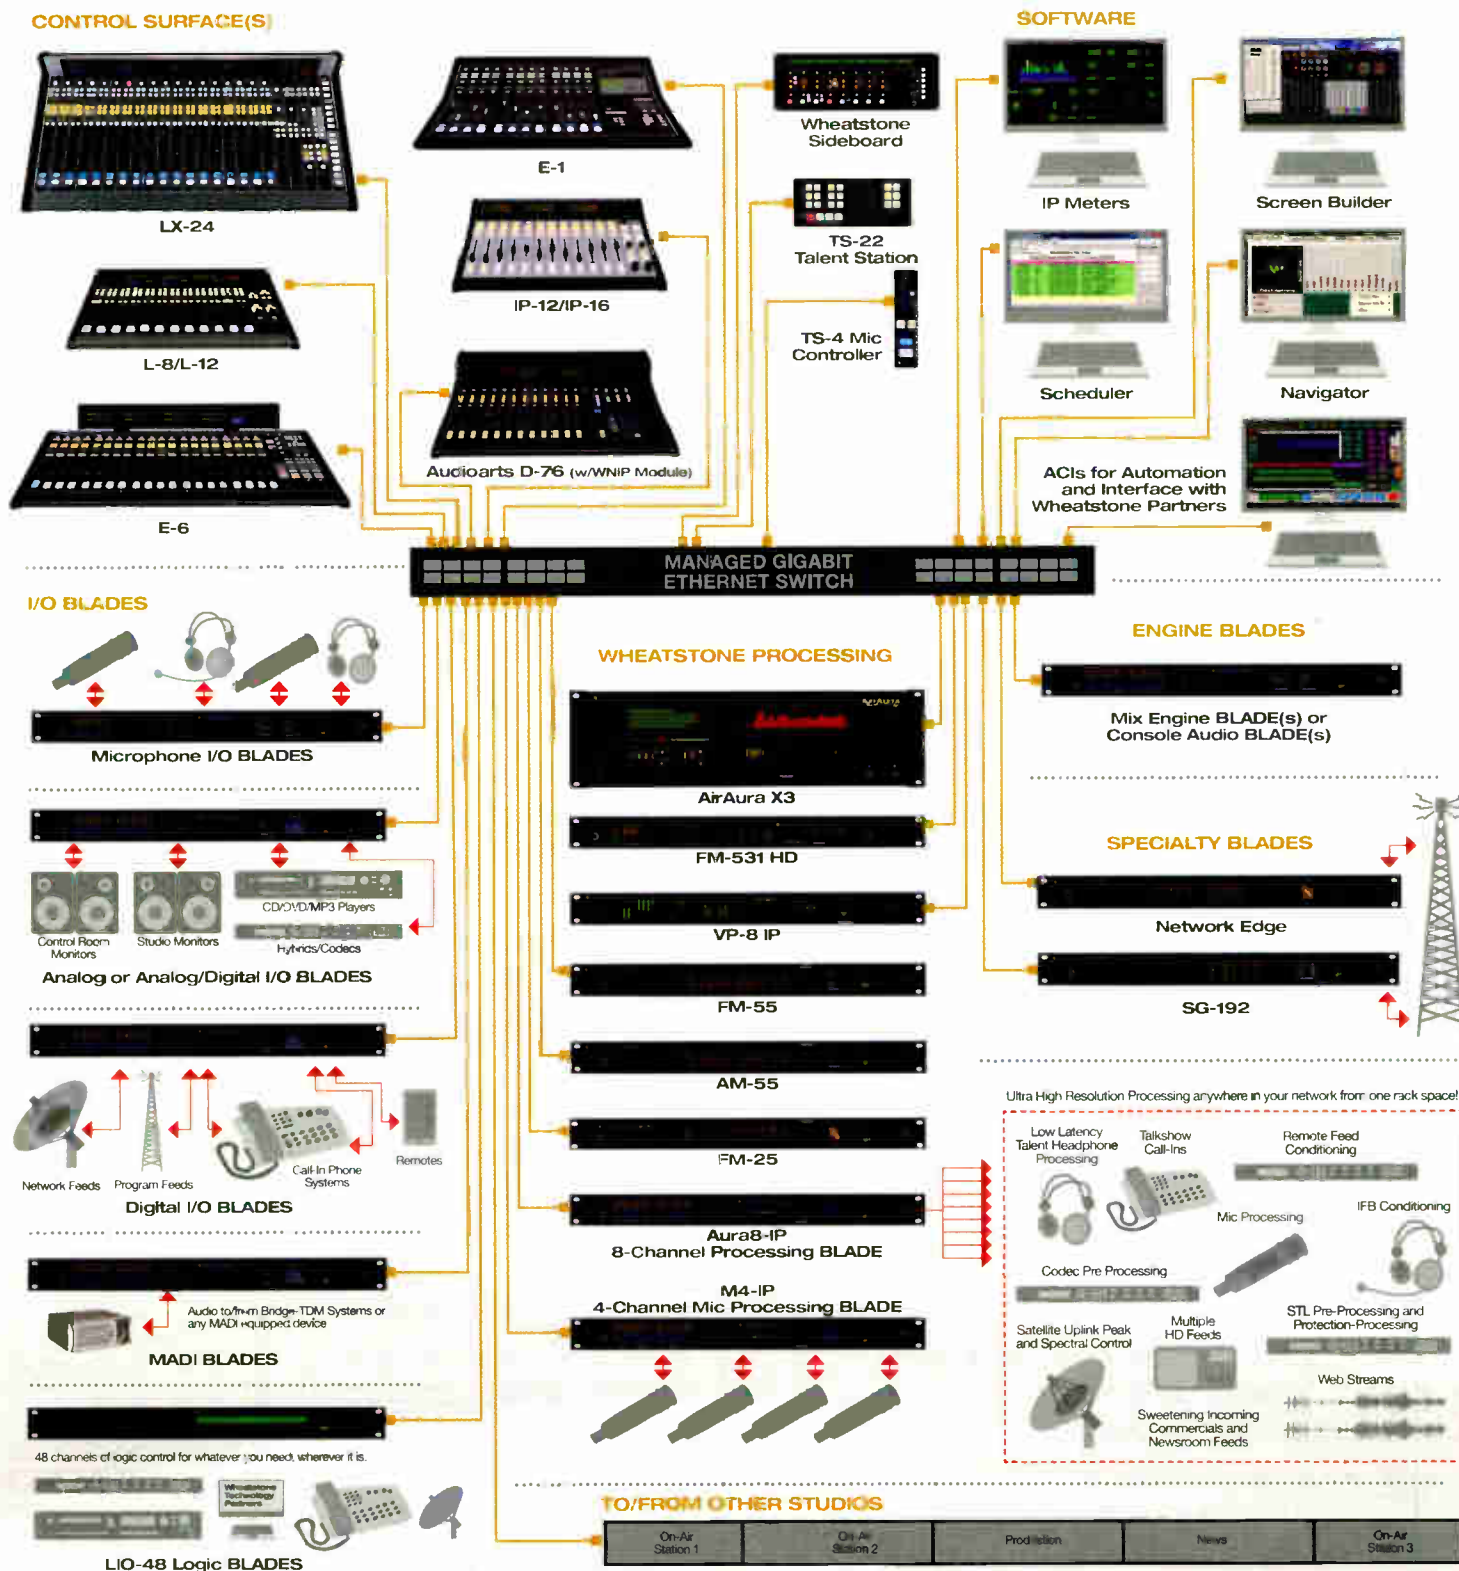 CONTROL SURFACE(S)
LX-24
L-8/L-12
E-6
E-1
IP-12/IP-16
Audioarts D-76 (w/WNIP Module)
Wheatstone
Sideboard
TS-22
Talent Station
TS-4 Mic
Controller
SOFTWARE
IP Meters
Screen Builder
Scheduler
Navigator
ACIs for Automation
and Interface with
Wheatstone Partners
MANAGED GIGABIT
ETHERNET SWITCH
I/O BLADES
Microphone I/O BLADES
Control Room
Monitors
Studio Monitors
CD/DVD/MP3 Players
Hybrids/Codecs
Analog or Analog/Digital I/O BLADES
Network Feeds
Program Feeds
Call-In Phone
Systems
Remotes
Digital I/O BLADES
Audio to/from Bridge-TDM Systems or
any MADI equipped device
MADI BLADES
48 channels of logic control for whatever you need, wherever it is.
Wheatstone
Technology
Partners
LIO-48 Logic BLADES
WHEATSTONE PROCESSING
AirAura X3
FM-531 HD
VP-8 IP
FM-55
AM-55
FM-25
Aura8-IP
8-Channel Processing BLADE
M4-IP
4-Channel Mic Processing BLADE
ENGINE BLADES
Mix Engine BLADE(s) or
Console Audio BLADE(s)
SPECIALTY BLADES
Network Edge
SG-192
Ultra High Resolution Processing anywhere in your network from one rack space!
Low Latency
Talent Headphone
Processing
Talkshow
Call-Ins
Remote Feed
Conditioning
Mic Processing
IFB Conditioning
Codec Pre Processing
Satellite Uplink Peak
and Spectral Control
Multiple
HD Feeds
STL Pre-Processing and
Protection-Processing
Web Streams
Sweetening Incoming
Commercials and
Newsroom Feeds
TO/FROM OTHER STUDIOS
On-Air
Station 1
On-Air
Station 2
Production
News
On-Air
Station 3